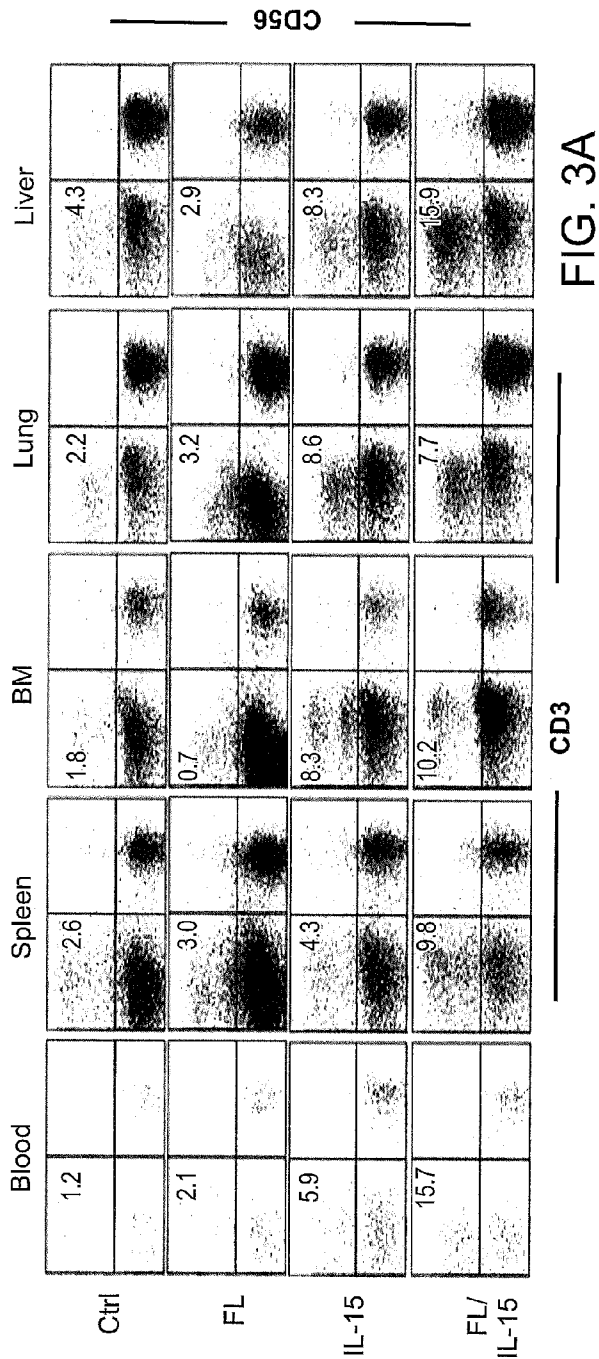 Blood Spleen BM Lung Liver
Ctrl 1.2 2.6 1.8 2.2 4.3
FL 2.1 3.0 0.7 3.2 2.9
IL-15 5.9 4.3 8.3 8.6 8.3
FL/
IL-15 15.7 9.8 10.2 7.7 15.9
CD56
CD3
FIG. 3A